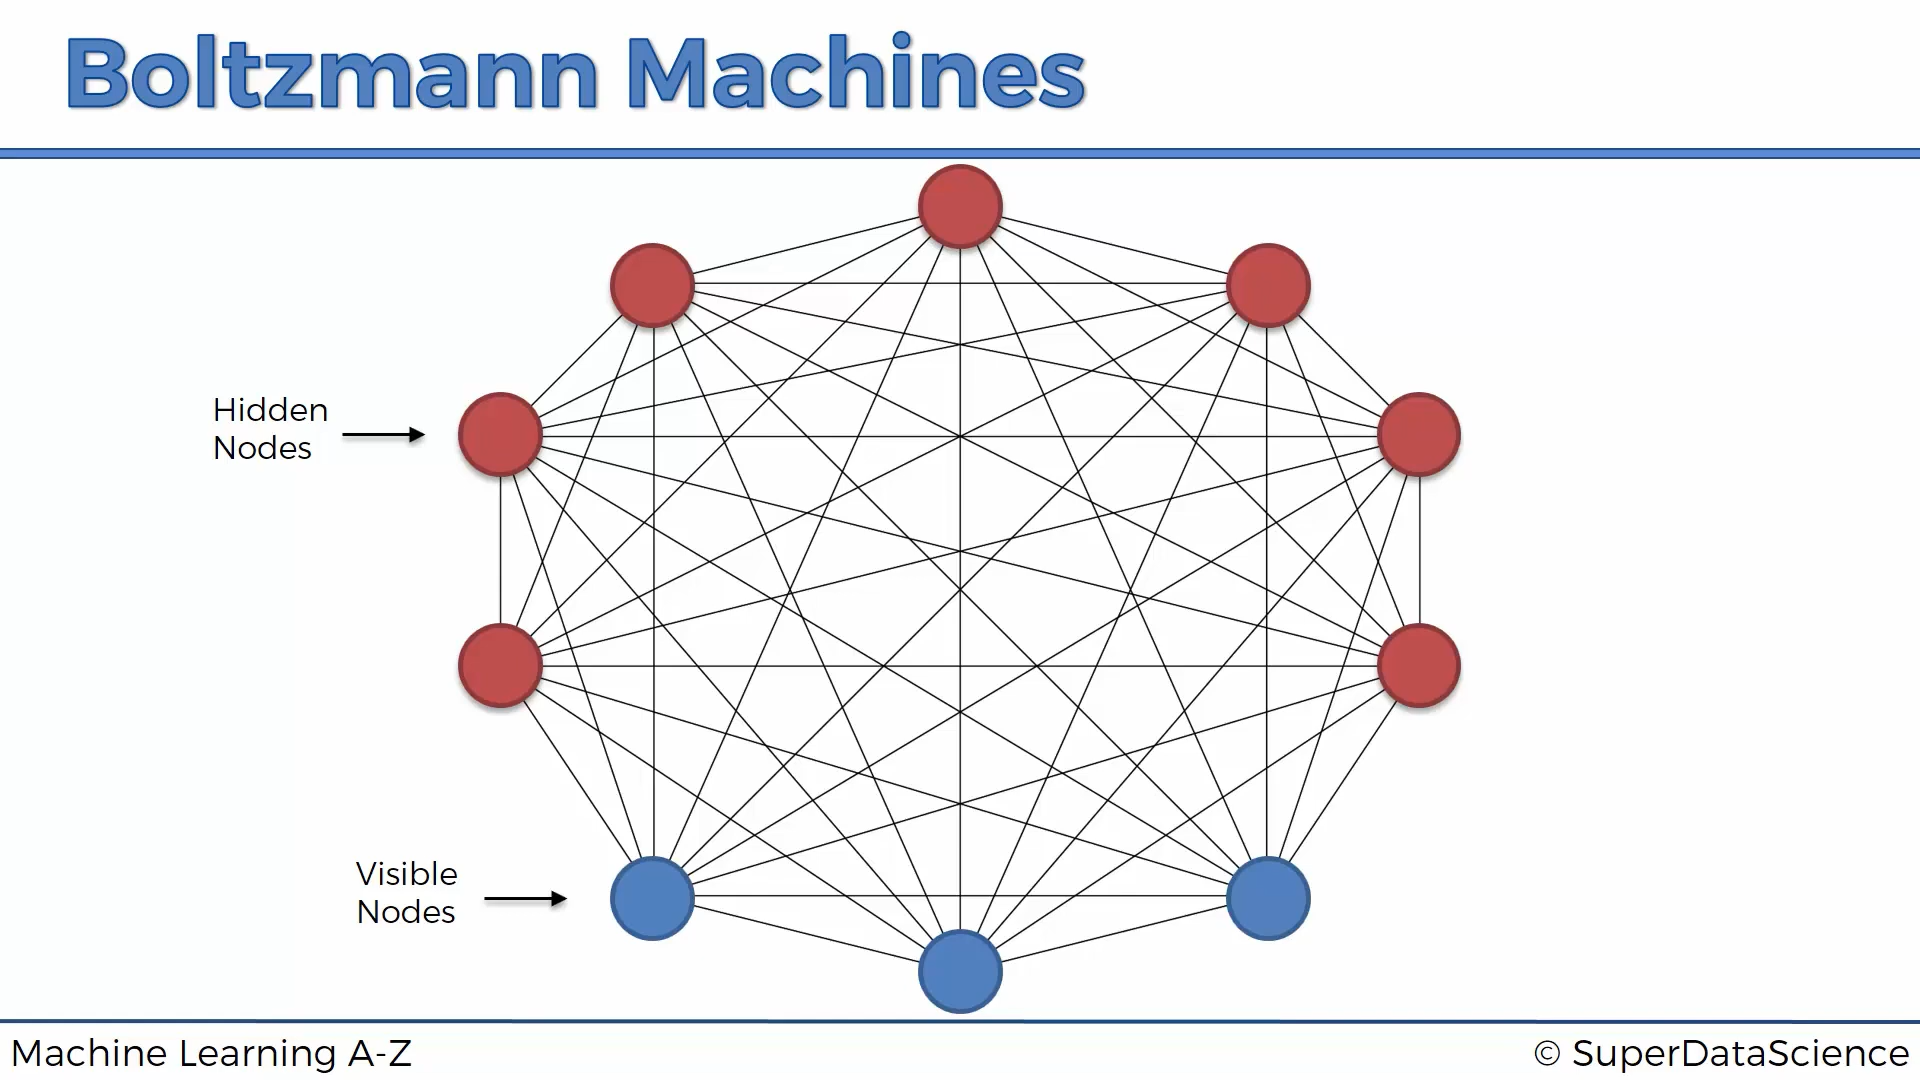 Boltzmann Machines
Hidden
Nodes
Visible
Nodes
Machine Learning A-Z
© SuperDataScience